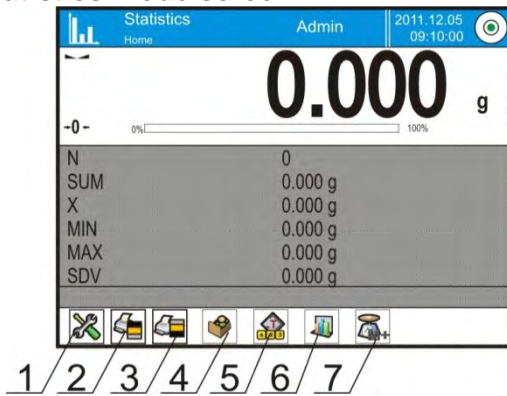 Statistics
Home
Admin
2011.12.05
09:10:00
0.000 g
→0←
0%
100%
N 0
SUM 0.000 g
X 0.000 g
MIN 0.000 g
MAX 0.000 g
SDV 0.000 g
1 2 3 4 5 6 7